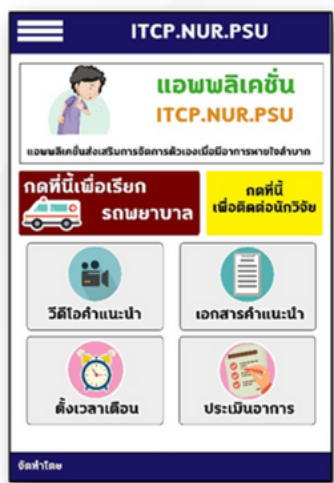 ITCP.NUR.PSU
แอพพลิเคชั่น
ITCP.NUR.PSU
แอพพลิเคชั่นส่งเสริมการจัดการตัวเองเมื่อมีอาการหายใจลำบาก
กดที่นี่เพื่อเรียก
รถพยาบาล
กดที่นี่
เพื่อติดต่อนักวิจัย
วีดีโอคำแนะนำ
เอกสารคำแนะนำ
ตั้งเวลาเตือน
ประเมินอาการ
จัดทำโดย